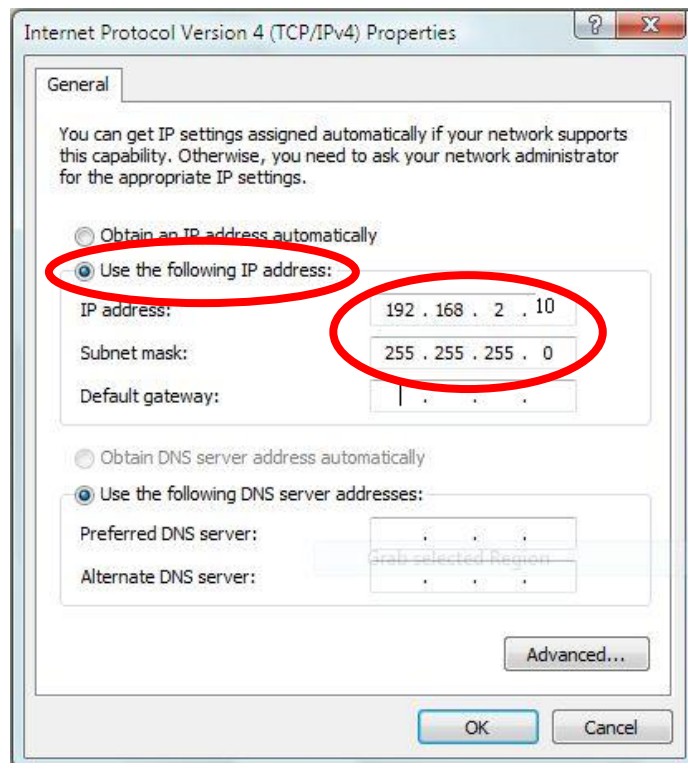 Internet Protocol Version 4 (TCP/IPv4) Properties
?
X
General
You can get IP settings assigned automatically if your network supports
this capability. Otherwise, you need to ask your network administrator
for the appropriate IP settings.
Obtain an IP address automatically
Use the following IP address:
IP address: 192 . 168 . 2 . 10
Subnet mask: 255 . 255 . 255 . 0
Default gateway: . . .
Obtain DNS server address automatically
Use the following DNS server addresses:
Preferred DNS server: . . .
Grab selected Region
Alternate DNS server: . . .
Advanced...
OK Cancel